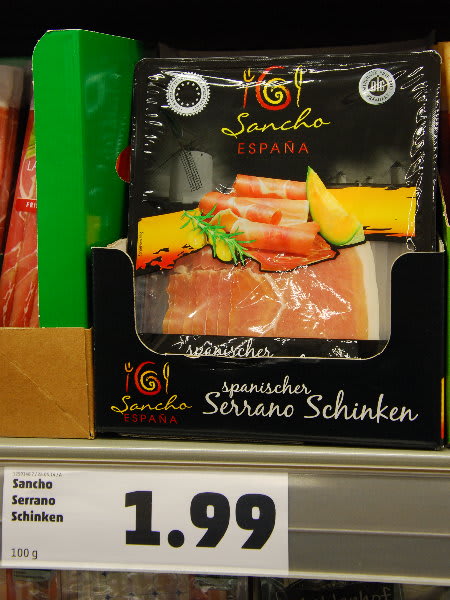 Sancho
ESPAÑA
spanischer
Sancho
ESPAÑA
spanischer
Serrano Schinken
Sancho
Serrano
Schinken
1.99
100 g